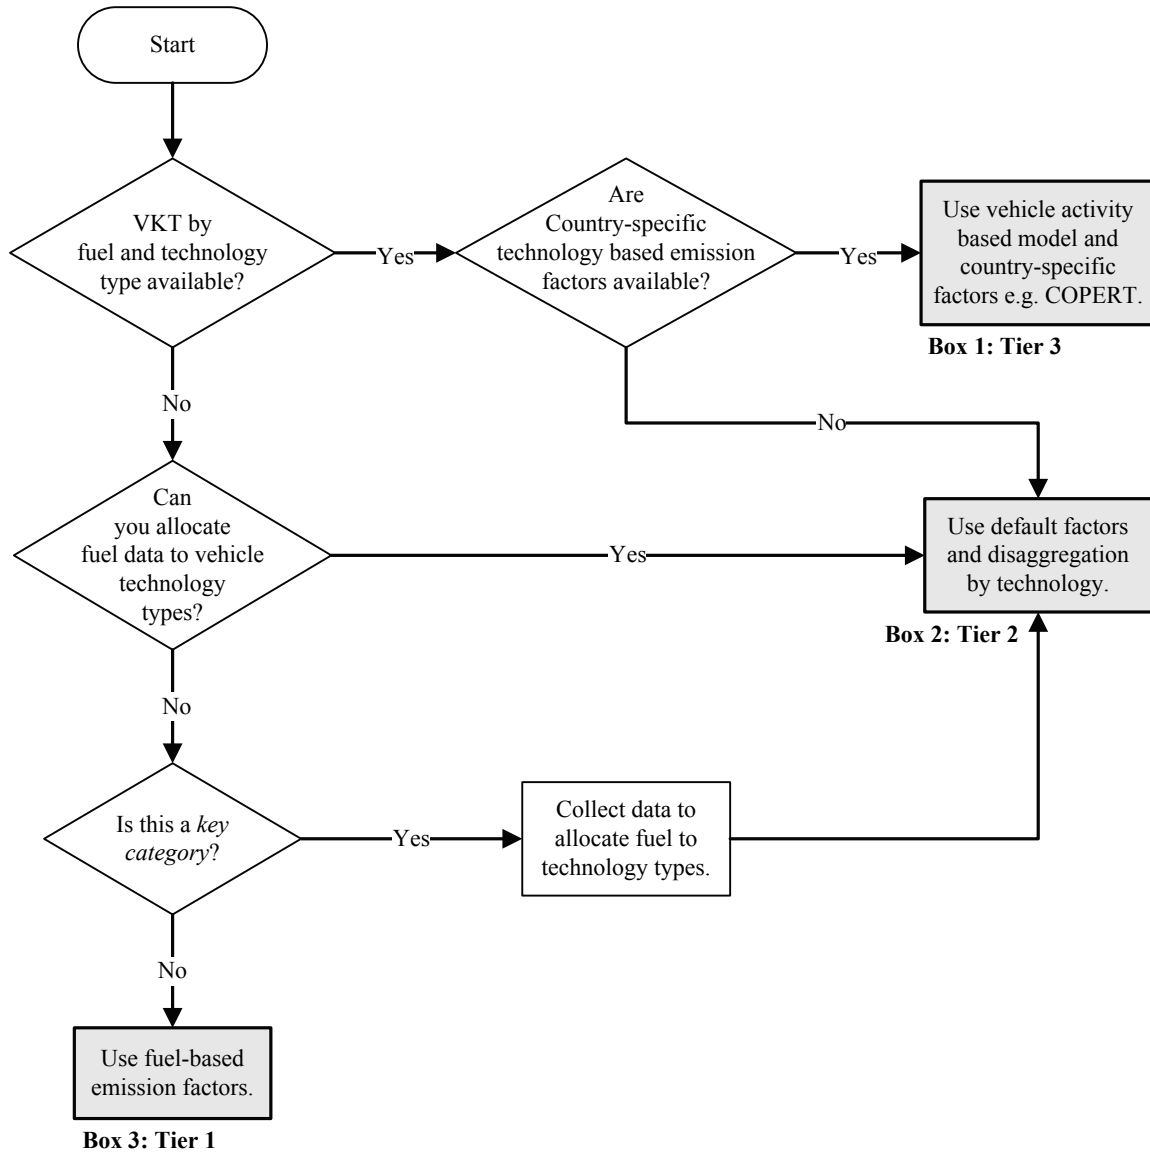 Start
VKT by
fuel and technology
type available?
Yes
Are
Country-specific
technology based emission
factors available?
Yes
Use vehicle activity
based model and
country-specific
factors e.g. COPERT.
Box 1: Tier 3
No
No
Can
you allocate
fuel data to vehicle
technology
types?
Yes
Use default factors
and disaggregation
by technology.
Box 2: Tier 2
No
Is this a key
category?
Yes
Collect data to
allocate fuel to
technology types.
No
Use fuel-based
emission factors.
Box 3: Tier 1